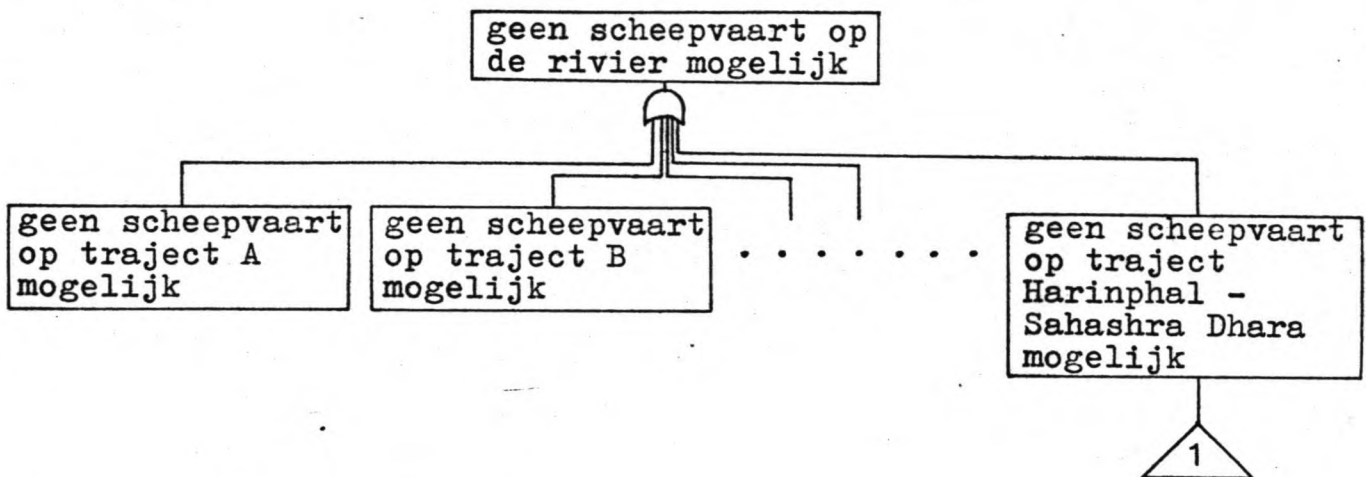 geen scheepvaart op
de rivier mogelijk
geen scheepvaart
op traject A
mogelijk
geen scheepvaart
op traject B
mogelijk
. . . . . . .
geen scheepvaart
op traject
Harinphal -
Sahashra Dhara
mogelijk
1